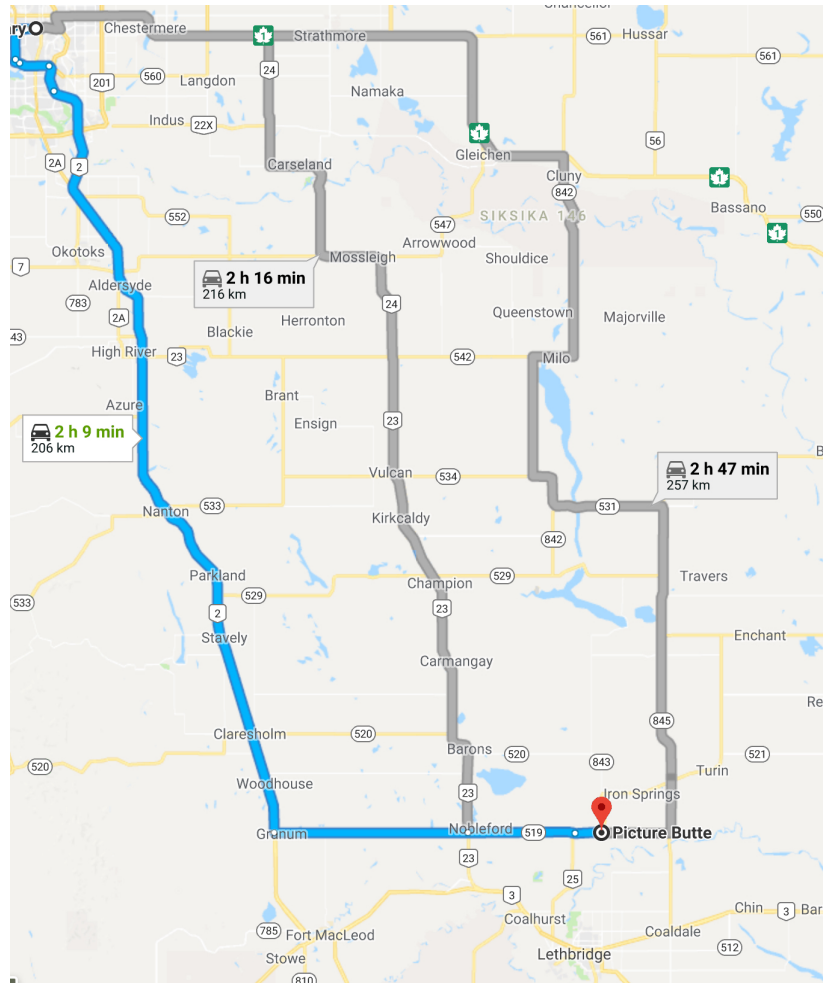 Chancellor
ry
Chestermere
1
Strathmore
561
Hussar
561
24
201
560
Langdon
Namaka
Indus
22X
1
56
2A
2
Carseland
Gleichen
Cluny
842
1
Bassano
550
552
547
SIKSIKA 146
1
Okotoks
Arrowwood
7
Mossleigh
Shouldice
2 h 16 min
216 km
Aldersyde
783
2A
24
Herronton
Queenstown
Majorville
43
Blackie
High River
23
542
Milo
Azure
Brant
Ensign
23
2 h 9 min
206 km
Vulcan
534
2 h 47 min
257 km
Nanton
533
Kirkcaldy
531
842
Parkland
529
Champion
529
Travers
533
2
23
Stavely
Enchant
Carmangay
Re
845
Claresholm
520
Barons
520
521
520
843
Turin
Woodhouse
23
Iron Springs
Granum
Nobleford
519
Picture Butte
23
25
3
Chin
3
Bar
785
Fort MacLeod
Coalhurst
Coaldale
512
Stowe
Lethbridge
810